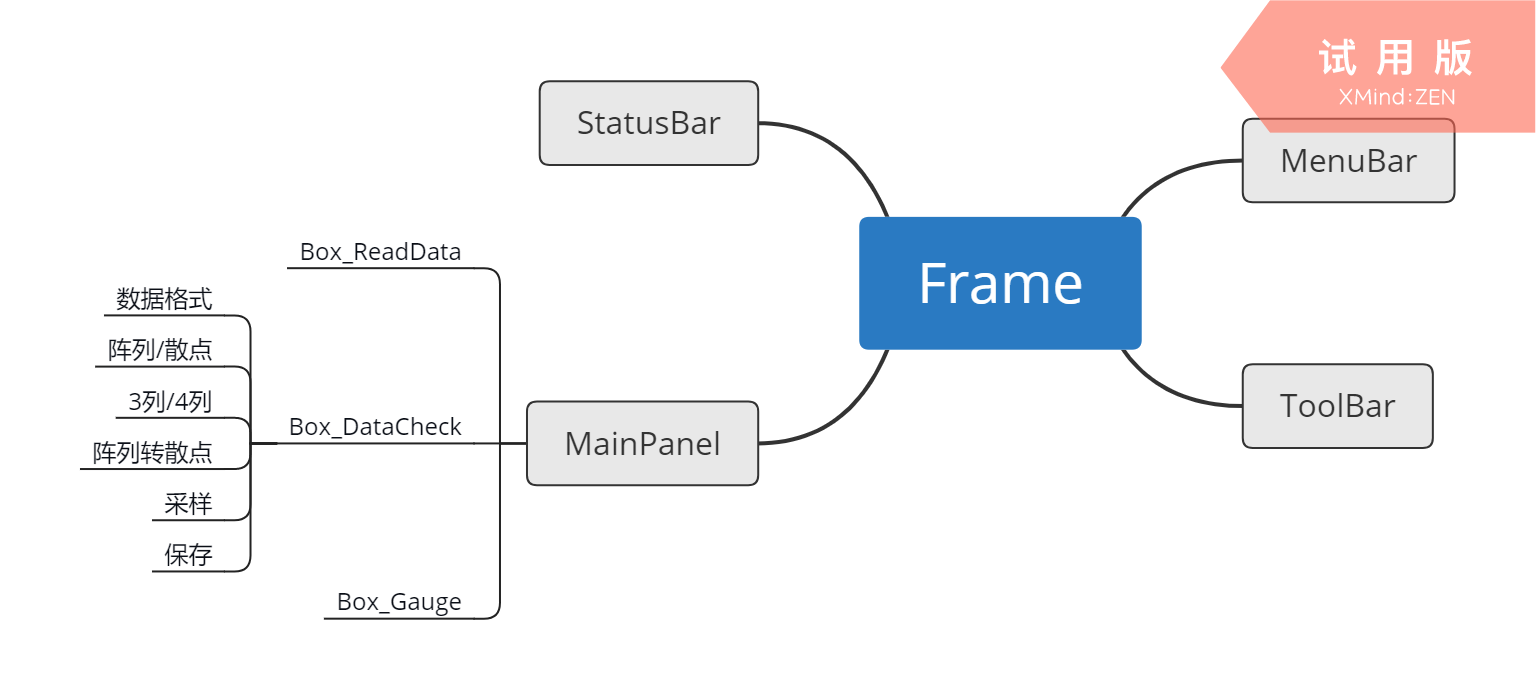 试用版
XMind:ZEN
StatusBar
MenuBar
Frame
Box_ReadData
数据格式
阵列/散点
3列/4列
ToolBar
Box_DataCheck
MainPanel
阵列转散点
采样
保存
Box_Gauge